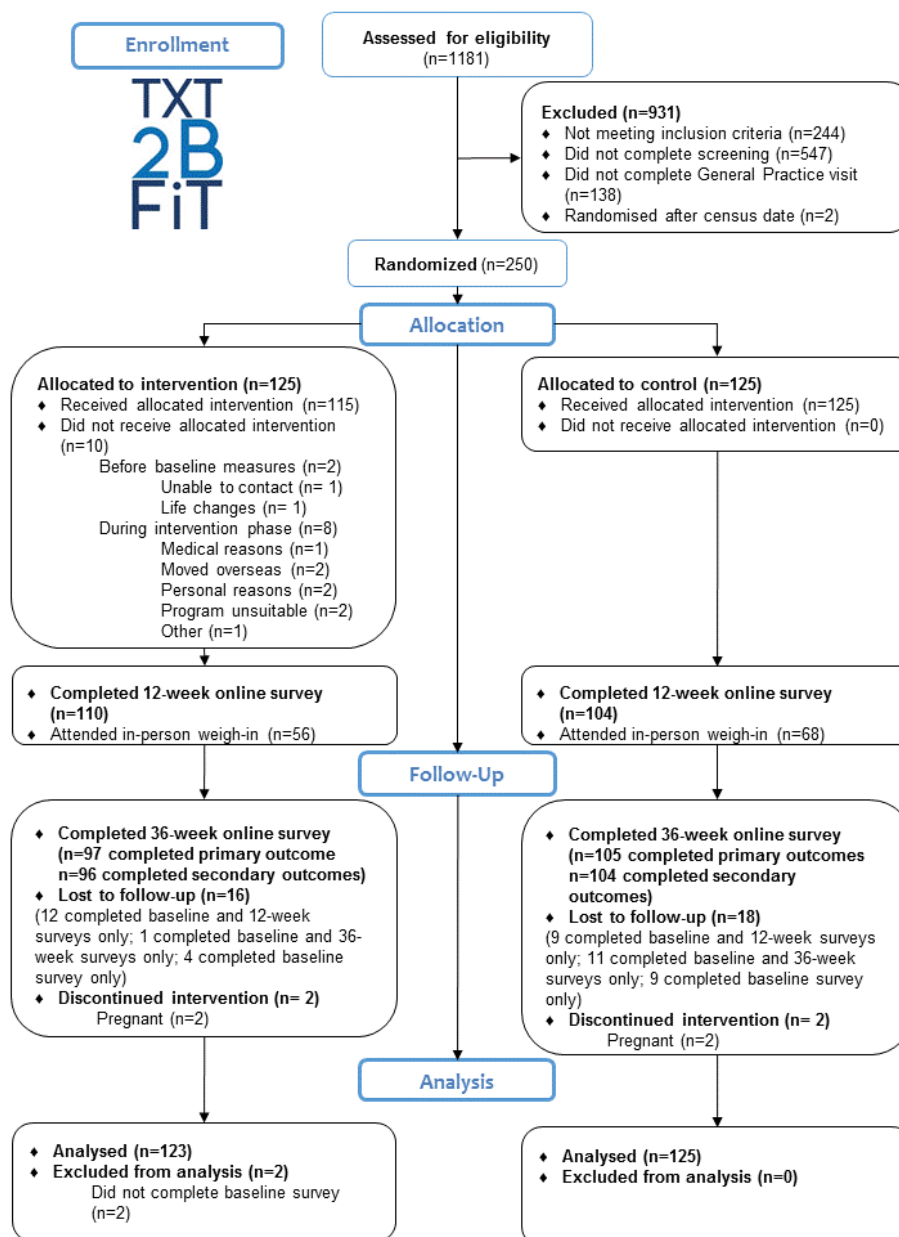 Enrollment
TXT
2B
FiT
Assessed for eligibility
(n=1181)
Excluded (n=931)
♦ Not meeting inclusion criteria (n=244)
♦ Did not complete screening (n=547)
♦ Did not complete General Practice visit
(n=138)
♦ Randomised after census date (n=2)
Randomized (n=250)
Allocation
Allocated to intervention (n=125)
♦ Received allocated intervention (n=115)
♦ Did not receive allocated intervention
(n=10)
Before baseline measures (n=2)
Unable to contact (n= 1)
Life changes (n= 1)
During intervention phase (n=8)
Medical reasons (n=1)
Moved overseas (n=2)
Personal reasons (n=2)
Program unsuitable (n=2)
Other (n=1)
Allocated to control (n=125)
♦ Received allocated intervention (n=125)
♦ Did not receive allocated intervention (n=0)
♦ Completed 12-week online survey
(n=110)
♦ Attended in-person weigh-in (n=56)
♦ Completed 12-week online survey
(n=104)
♦ Attended in-person weigh-in (n=68)
Follow-Up
♦ Completed 36-week online survey
(n=97 completed primary outcome
n=96 completed secondary outcomes)
♦ Lost to follow-up (n=16)
(12 completed baseline and 12-week
surveys only; 1 completed baseline and 36-
week surveys only; 4 completed baseline
survey only)
♦ Discontinued intervention (n= 2)
Pregnant (n=2)
♦ Completed 36-week online survey
(n=105 completed primary outcomes
n=104 completed secondary
outcomes)
♦ Lost to follow-up (n=18)
(9 completed baseline and 12-week surveys
only; 11 completed baseline and 36-week
surveys only; 9 completed baseline survey
only)
♦ Discontinued intervention (n= 2)
Pregnant (n=2)
Analysis
♦ Analysed (n=123)
♦ Excluded from analysis (n=2)
Did not complete baseline survey
(n=2)
♦ Analysed (n=125)
♦ Excluded from analysis (n=0)